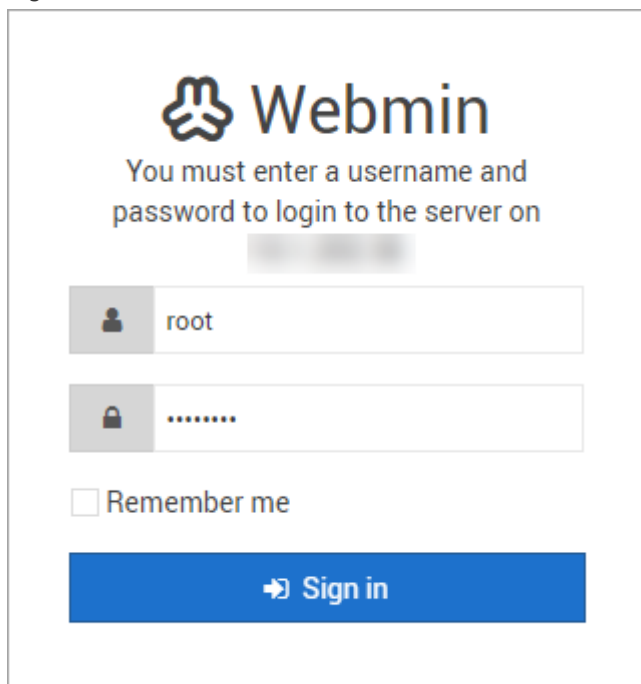 Webmin
You must enter a username and
password to login to the server on
root
••••••••
Remember me
Sign in